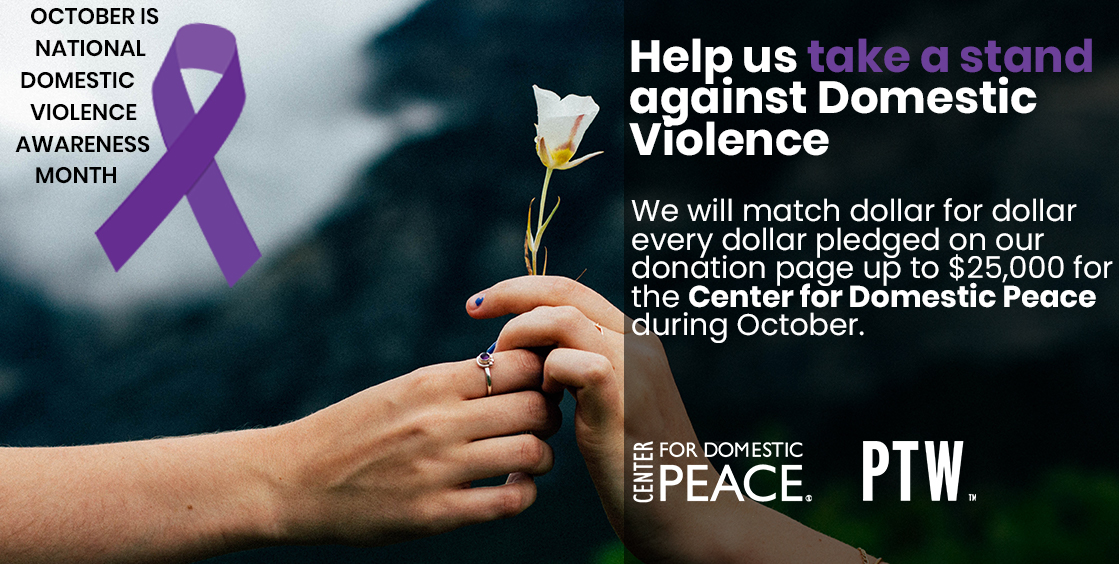 OCTOBER IS
NATIONAL
DOMESTIC
VIOLENCE
AWARENESS
MONTH
Help us take a stand
against Domestic
Violence
We will match dollar for dollar
every dollar pledged on our
donation page up to $25,000 for
the Center for Domestic Peace
during October.
CENTER
FOR DOMESTIC
PEACE®
PTW™